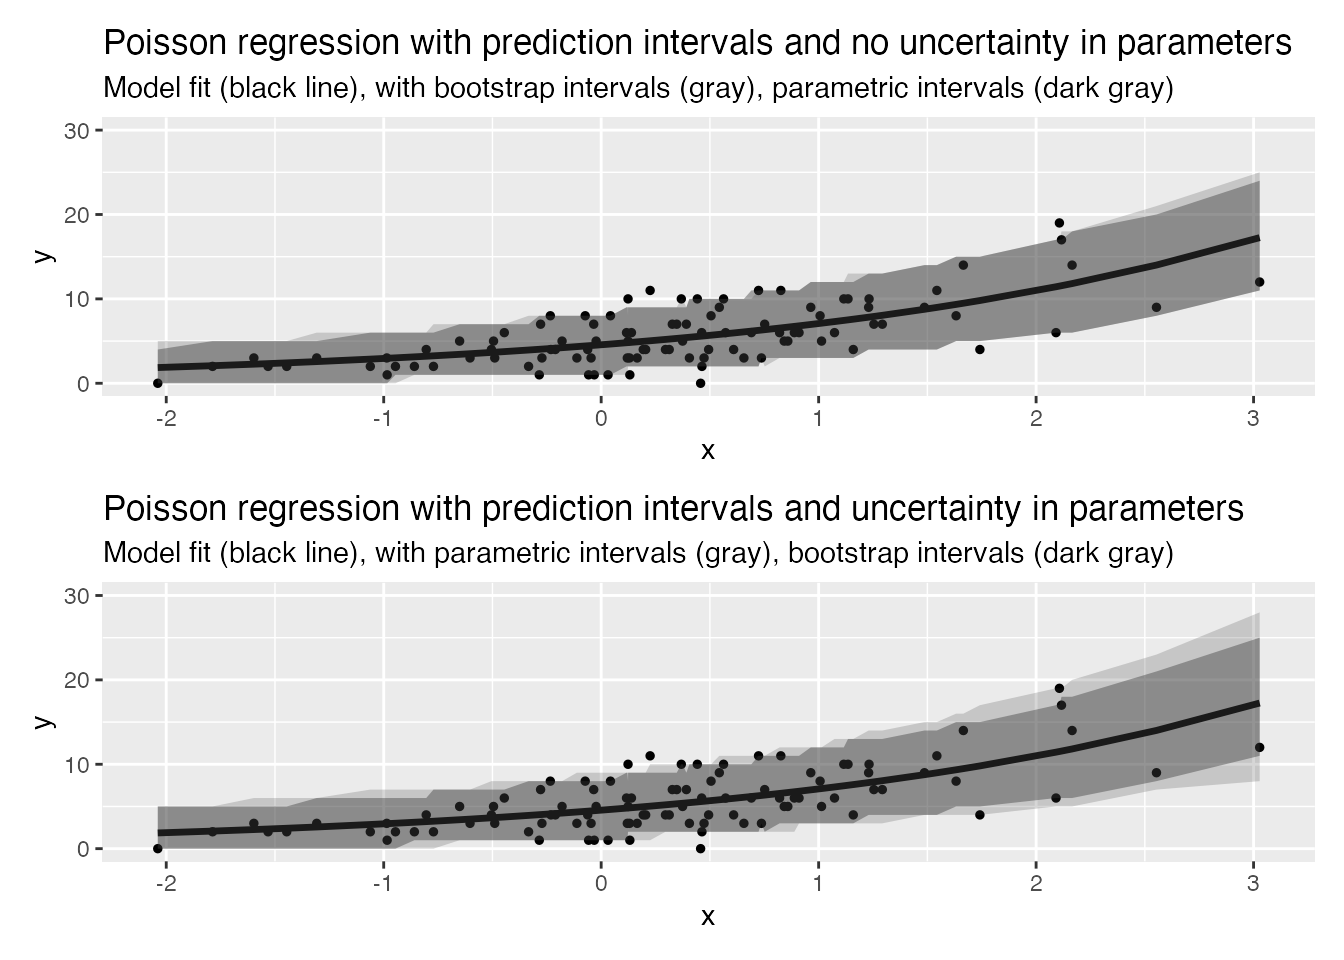 Poisson regression with prediction intervals and no uncertainty in parameters
Model fit (black line), with bootstrap intervals (gray), parametric intervals (dark gray)
30
20
10
0
y
-2 -1 0 1 2 3
x
Poisson regression with prediction intervals and uncertainty in parameters
Model fit (black line), with parametric intervals (gray), bootstrap intervals (dark gray)
30
20
10
0
y
-2 -1 0 1 2 3
x